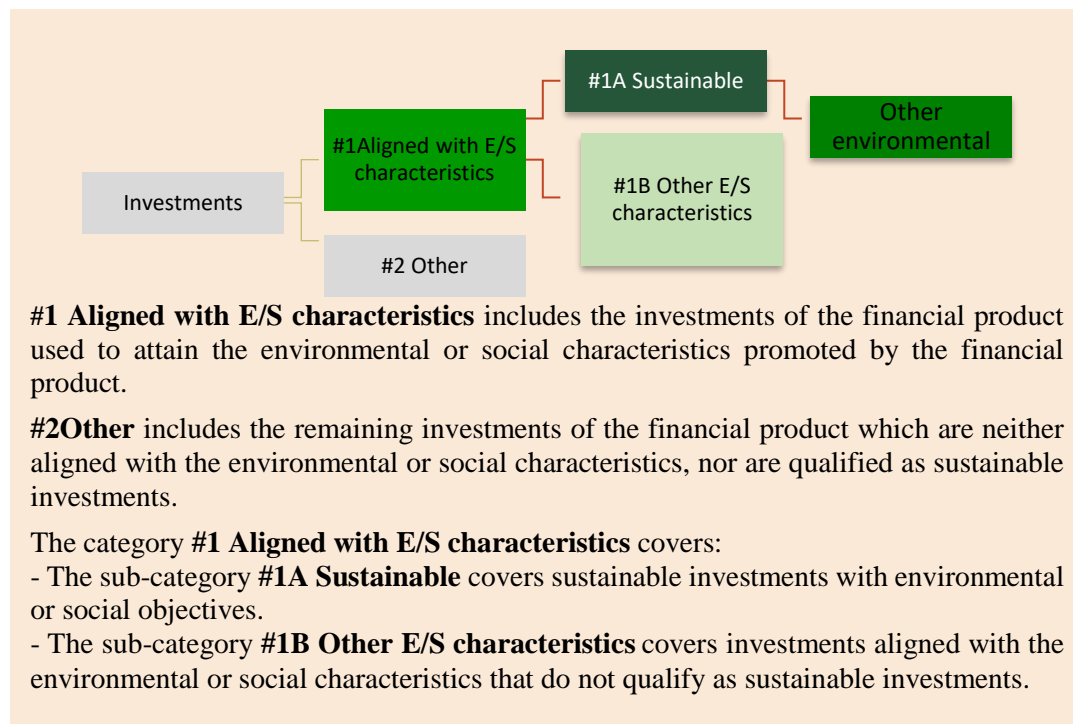 #1A Sustainable
Other
environmental
#1Aligned with E/S
characteristics
#1B Other E/S
characteristics
Investments
#2 Other
#1 Aligned with E/S characteristics includes the investments of the financial product
used to attain the environmental or social characteristics promoted by the financial
product.
#2Other includes the remaining investments of the financial product which are neither
aligned with the environmental or social characteristics, nor are qualified as sustainable
investments.
The category #1 Aligned with E/S characteristics covers:
- The sub-category #1A Sustainable covers sustainable investments with environmental
or social objectives.
- The sub-category #1B Other E/S characteristics covers investments aligned with the
environmental or social characteristics that do not qualify as sustainable investments.